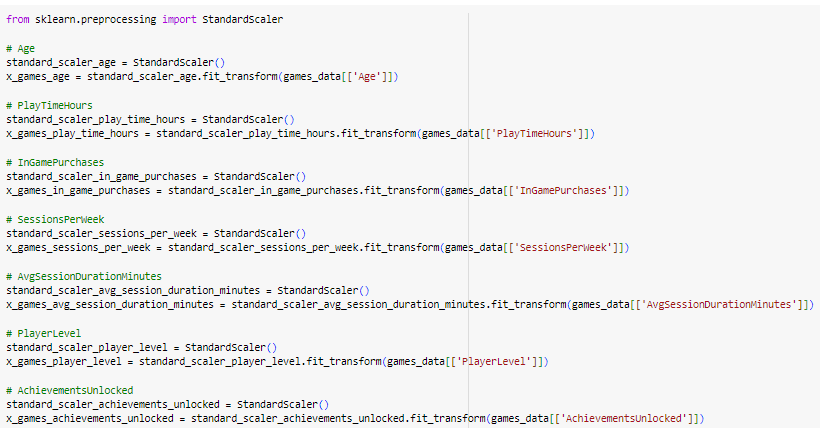 from sklearn.preprocessing import StandardScaler
# Age
standard_scaler_age = StandardScaler()
x_games_age = standard_scaler_age.fit_transform(games_data[['Age']])
# PlayTimeHours
standard_scaler_play_time_hours = StandardScaler()
x_games_play_time_hours = standard_scaler_play_time_hours.fit_transform(games_data[['PlayTimeHours']])
# InGamePurchases
standard_scaler_in_game_purchases = StandardScaler()
x_games_in_game_purchases = standard_scaler_in_game_purchases.fit_transform(games_data[['InGamePurchases']])
# SessionsPerWeek
standard_scaler_sessions_per_week = StandardScaler()
x_games_sessions_per_week = standard_scaler_sessions_per_week.fit_transform(games_data[['SessionsPerWeek']])
# AvgSessionDurationMinutes
standard_scaler_avg_session_duration_minutes = StandardScaler()
x_games_avg_session_duration_minutes = standard_scaler_avg_session_duration_minutes.fit_transform(games_data[['AvgSessionDurationMinutes']])
# PlayerLevel
standard_scaler_player_level = StandardScaler()
x_games_player_level = standard_scaler_player_level.fit_transform(games_data[['PlayerLevel']])
# AchievementsUnlocked
standard_scaler_achievements_unlocked = StandardScaler()
x_games_achievements_unlocked = standard_scaler_achievements_unlocked.fit_transform(games_data[['AchievementsUnlocked']])